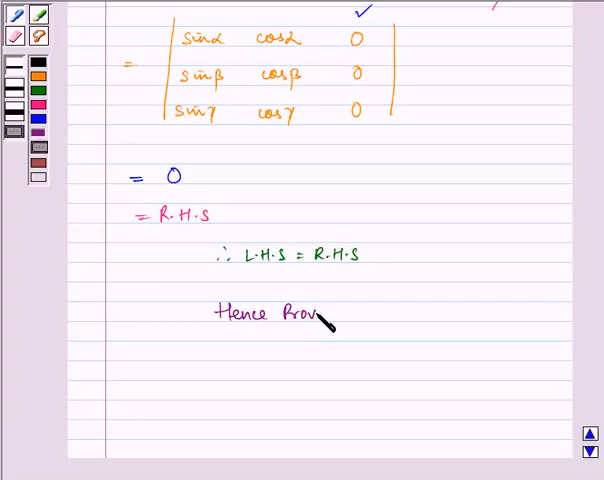 sinα cosα 0
= sinβ cosβ 0
sinγ cosγ 0
= 0
= R.H.S
∴ L.H.S = R.H.S
Hence Prov